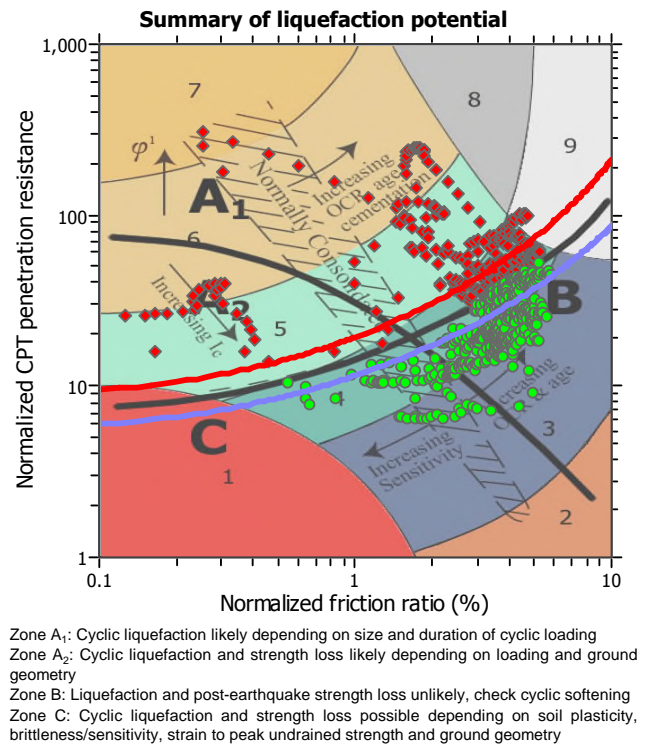 Summary of liquefaction potential
1,000
7
8
φ¹
9
Normally Consolidated
Increasing
OCR, age,
cementation
100
A1
6
A2
Increasing Ic
5
B
10
4
Increasing
OCR & age
C
3
Increasing
Sensitivity
1
2
1
0.1
1
10
Normalized CPT penetration resistance
Normalized friction ratio (%)
Zone A1: Cyclic liquefaction likely depending on size and duration of cyclic loading
Zone A2: Cyclic liquefaction and strength loss likely depending on loading and ground
geometry
Zone B: Liquefaction and post-earthquake strength loss unlikely, check cyclic softening
Zone C: Cyclic liquefaction and strength loss possible depending on soil plasticity,
brittleness/sensitivity, strain to peak undrained strength and ground geometry